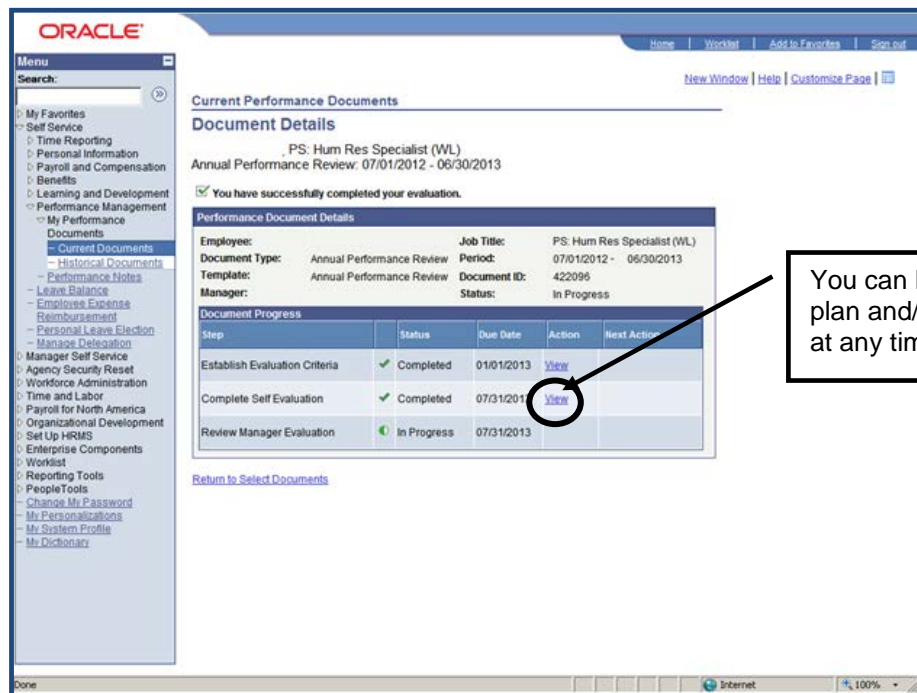 ORACLE'
Home | Worklist | Add to Favorites | Sign out
Menu
Search:
My Favorites
Self Service
Time Reporting
Personal Information
Payroll and Compensation
Benefits
Learning and Development
Performance Management
My Performance
Documents
– Current Documents
– Historical Documents
– Performance Notes
– Leave Balance
– Employee Expense
Reimbursement
– Personal Leave Election
– Manage Delegation
Manager Self Service
Agency Security Reset
Workforce Administration
Time and Labor
Payroll for North America
Organizational Development
Set Up HRMS
Enterprise Components
Worklist
Reporting Tools
PeopleTools
– Change My Password
– My Personalizations
– My System Profile
– My Dictionary
New Window | Help | Customize Page |
Current Performance Documents
Document Details
, PS: Hum Res Specialist (WL)
Annual Performance Review: 07/01/2012 - 06/30/2013
You have successfully completed your evaluation.
Performance Document Details
Employee: Job Title: PS: Hum Res Specialist (WL)
Document Type: Annual Performance Review Period: 07/01/2012 - 06/30/2013
Template: Annual Performance Review Document ID: 422096
Manager: Status: In Progress
Document Progress
Step Status Due Date Action Next Action
Establish Evaluation Criteria Completed 01/01/2013 View
Complete Self Evaluation Completed 07/31/2013 View
Review Manager Evaluation In Progress 07/31/2013
Return to Select Documents
You can
plan and/
at any
Done Internet 100%